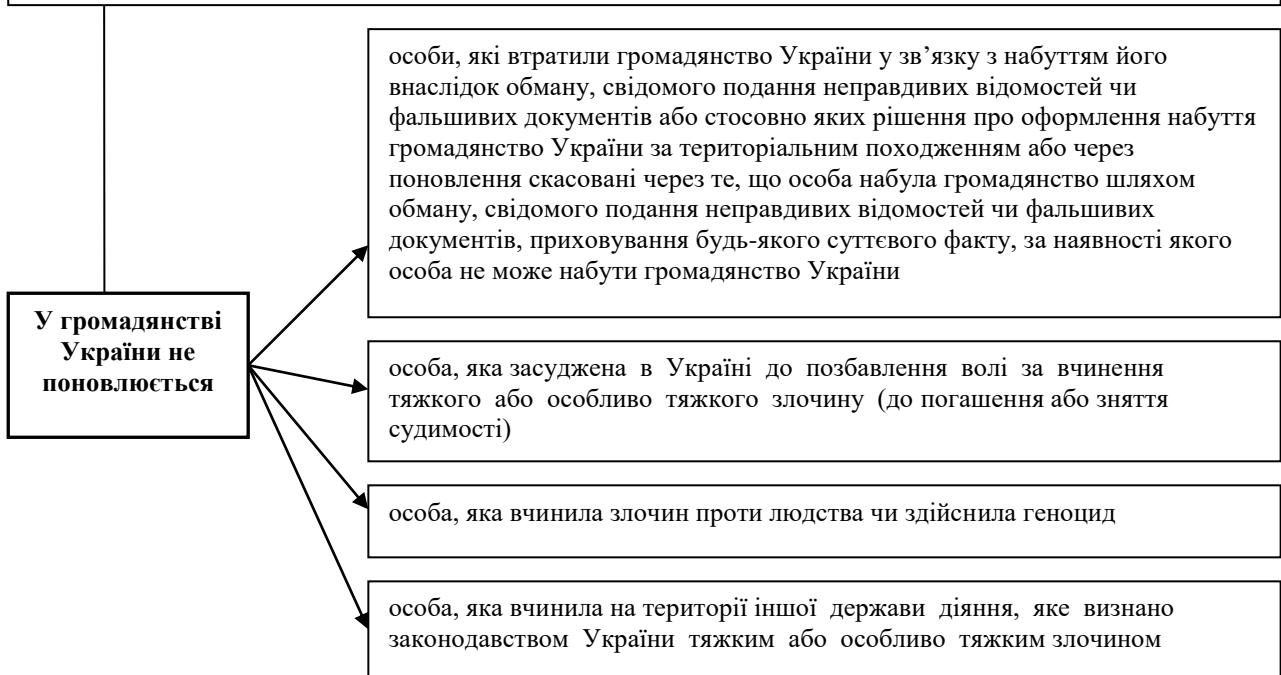 особи, які втратили громадянство України у зв’язку з набуттям його
внаслідок обману, свідомого подання неправдивих відомостей чи
фальшивих документів або стосовно яких рішення про оформлення набуття
громадянство України за територіальним походженням або через
поновлення скасовані через те, що особа набула громадянство шляхом
обману, свідомого подання неправдивих відомостей чи фальшивих
документів, приховування будь-якого суттєвого факту, за наявності якого
особа не може набути громадянство України
У громадянстві
України не
поновлюється
особа, яка засуджена в Україні до позбавлення волі за вчинення
тяжкого або особливо тяжкого злочину (до погашення або зняття
судимості)
особа, яка вчинила злочин проти людства чи здійснила геноцид
особа, яка вчинила на території іншої держави діяння, яке визнано
законодавством України тяжким або особливо тяжким злочином